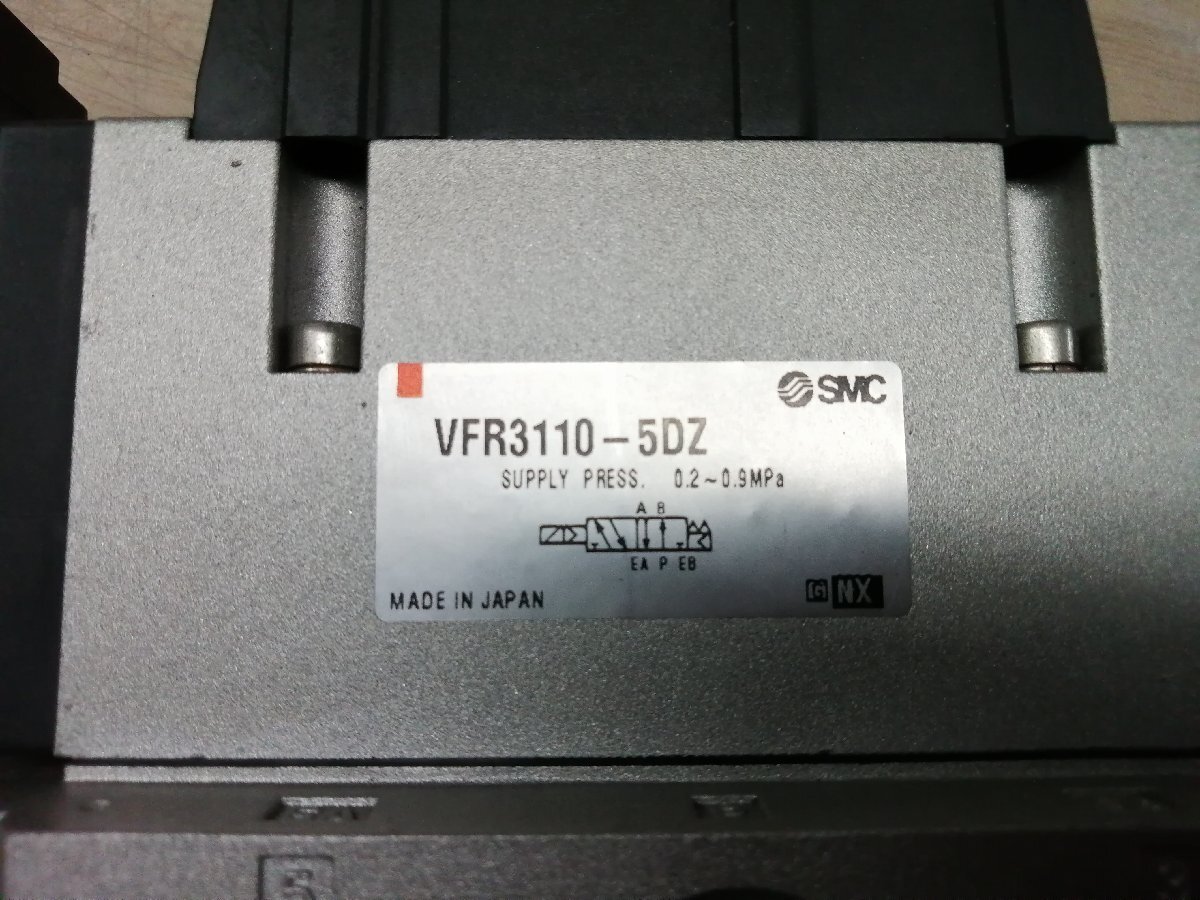 SMC
VFR3110-5DZ
SUPPLY PRESS. 0.2~0.9MPa
A B
EA P EB
MADE IN JAPAN
[G] NX